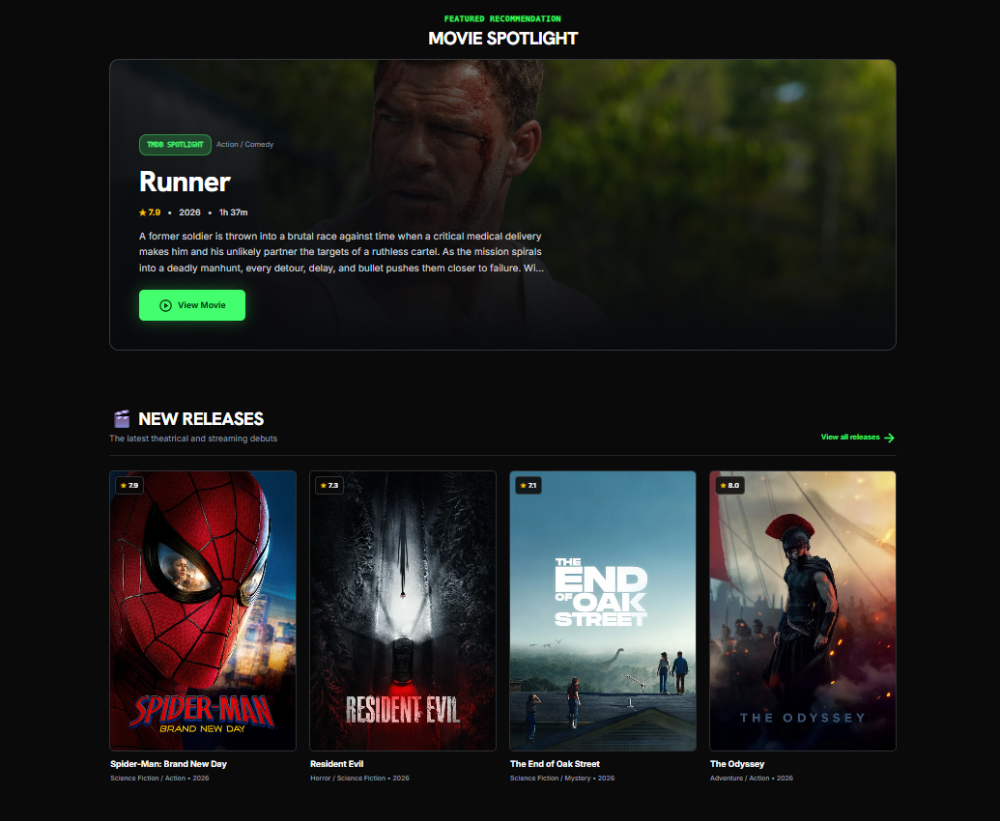 FEATURED RECOMMENDATION
MOVIE SPOTLIGHT
TMDB SPOTLIGHT Action / Comedy
Runner
★ 7.9 • 2026 • 1h 37m
A former soldier is thrown into a brutal race against time when a critical medical delivery
makes him and his unlikely partner the targets of a ruthless cartel. As the mission spirals
into a deadly manhunt, every detour, delay, and bullet pushes them closer to failure. Wi...
View Movie
NEW RELEASES
The latest theatrical and streaming debuts
View all releases →
★ 7.9
SPIDER-MAN
BRAND NEW DAY
Spider-Man: Brand New Day
Science Fiction / Action • 2026
★ 7.3
RESIDENT EVIL
Resident Evil
Horror / Science Fiction • 2026
★ 7.1
THE
END
OF OAK
STREET
The End of Oak Street
Science Fiction / Mystery • 2026
★ 8.0
THE ODYSSEY
The Odyssey
Adventure / Action • 2026